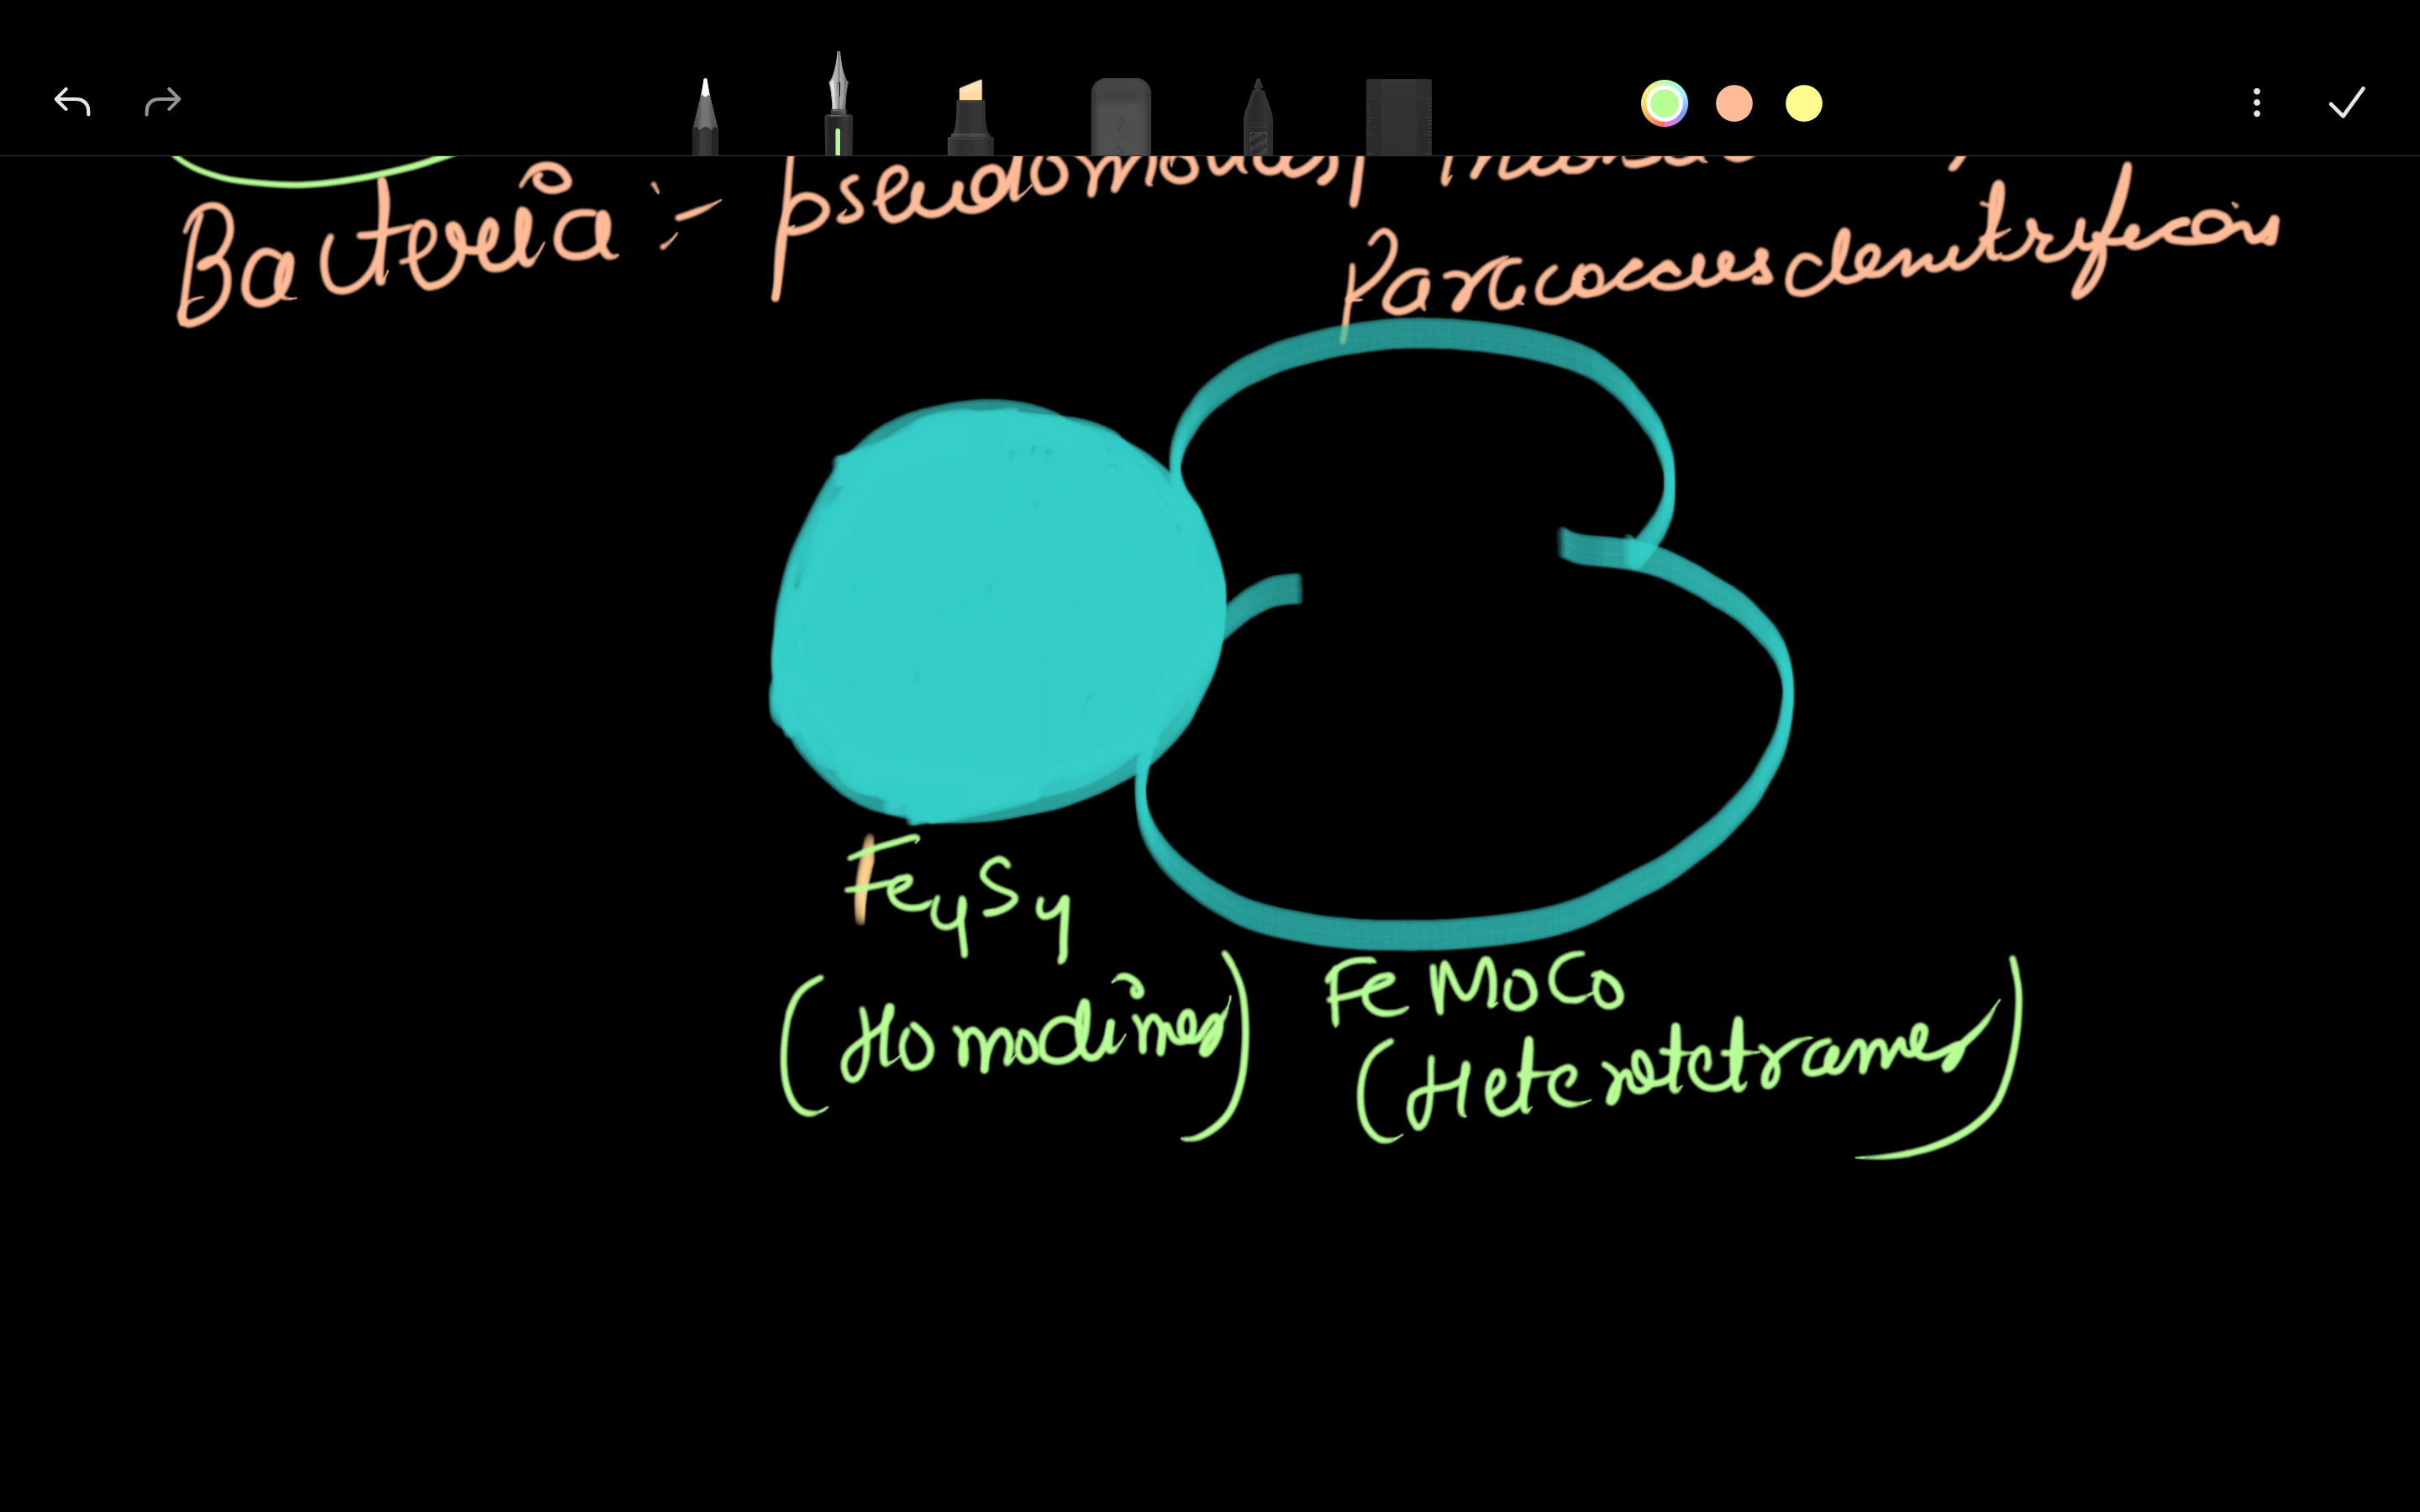 Bacteria :- pseudomonas,
Paracoccus denitrificans
Fe4S4
(Homodimer)
FeMoCo
(Heterotetramer)